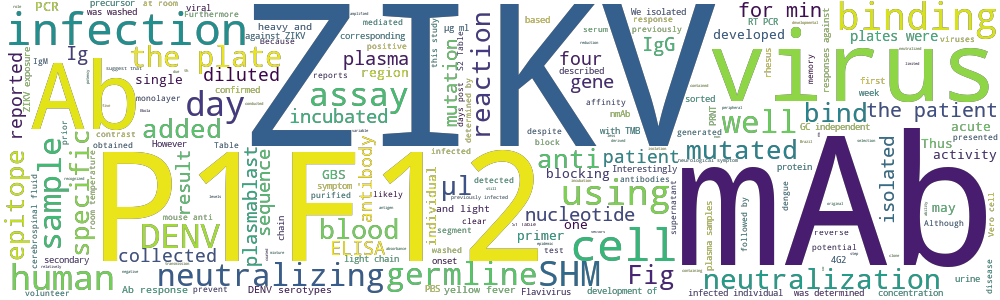 PCR
precursor
at room
was washed
viral
Furthermore
heavy and
against ZIKV
Because
mediated
corresponding
positive
ZIKV
this study
days post
S2 Table
reaction
µg ml
We isolated
response
previously
based
serum
RT PCR
rhesus
developed
for min
plates were
memory
responses against
binding
viruses
first
week
virus
infection
IgM
Ig
the plate
plasma
region
mutation
IgG
four
described
gene
affinity
sorted
reported
ZIKV exposure
suggest that
confirmed
single
diluted
reports
determined by
nmAb
PRNT
GC independent
bind
the patient
Ab
day
assay
monolayer
contrast
prior
added
incubated
despite
block
with TMB
generated
well
acute
presented
obtained
However
Table
P1F12
infected
anti
patient
Interestingly
antibodies
mutated
protein
isolated
Thus
activity
mAb
epitope
sample
cerebrospinal fluid
specific
room temperature
mouse anti
DENV
result
plasmablast
sequence
GBS
symptom
purified
likely
antibody
individual
detected
µl
blocking
using
nucleotide
supernatant
dengue
may
Although
Vero cell
secondary
collected
chain
blood
ELISA
and light
clear
segment
primer
one
cell
followed by
plasma samples
reverse
potential
4G2
human
neutralizing
light chain
germline
washed
onset
test
SHM
Fig
neutralization
urine
disease
volunteer
Ab response
prevent
DENV serotypes
PBS
yellow fever
Flavivirus
development of
infected individual
was determined
concentration